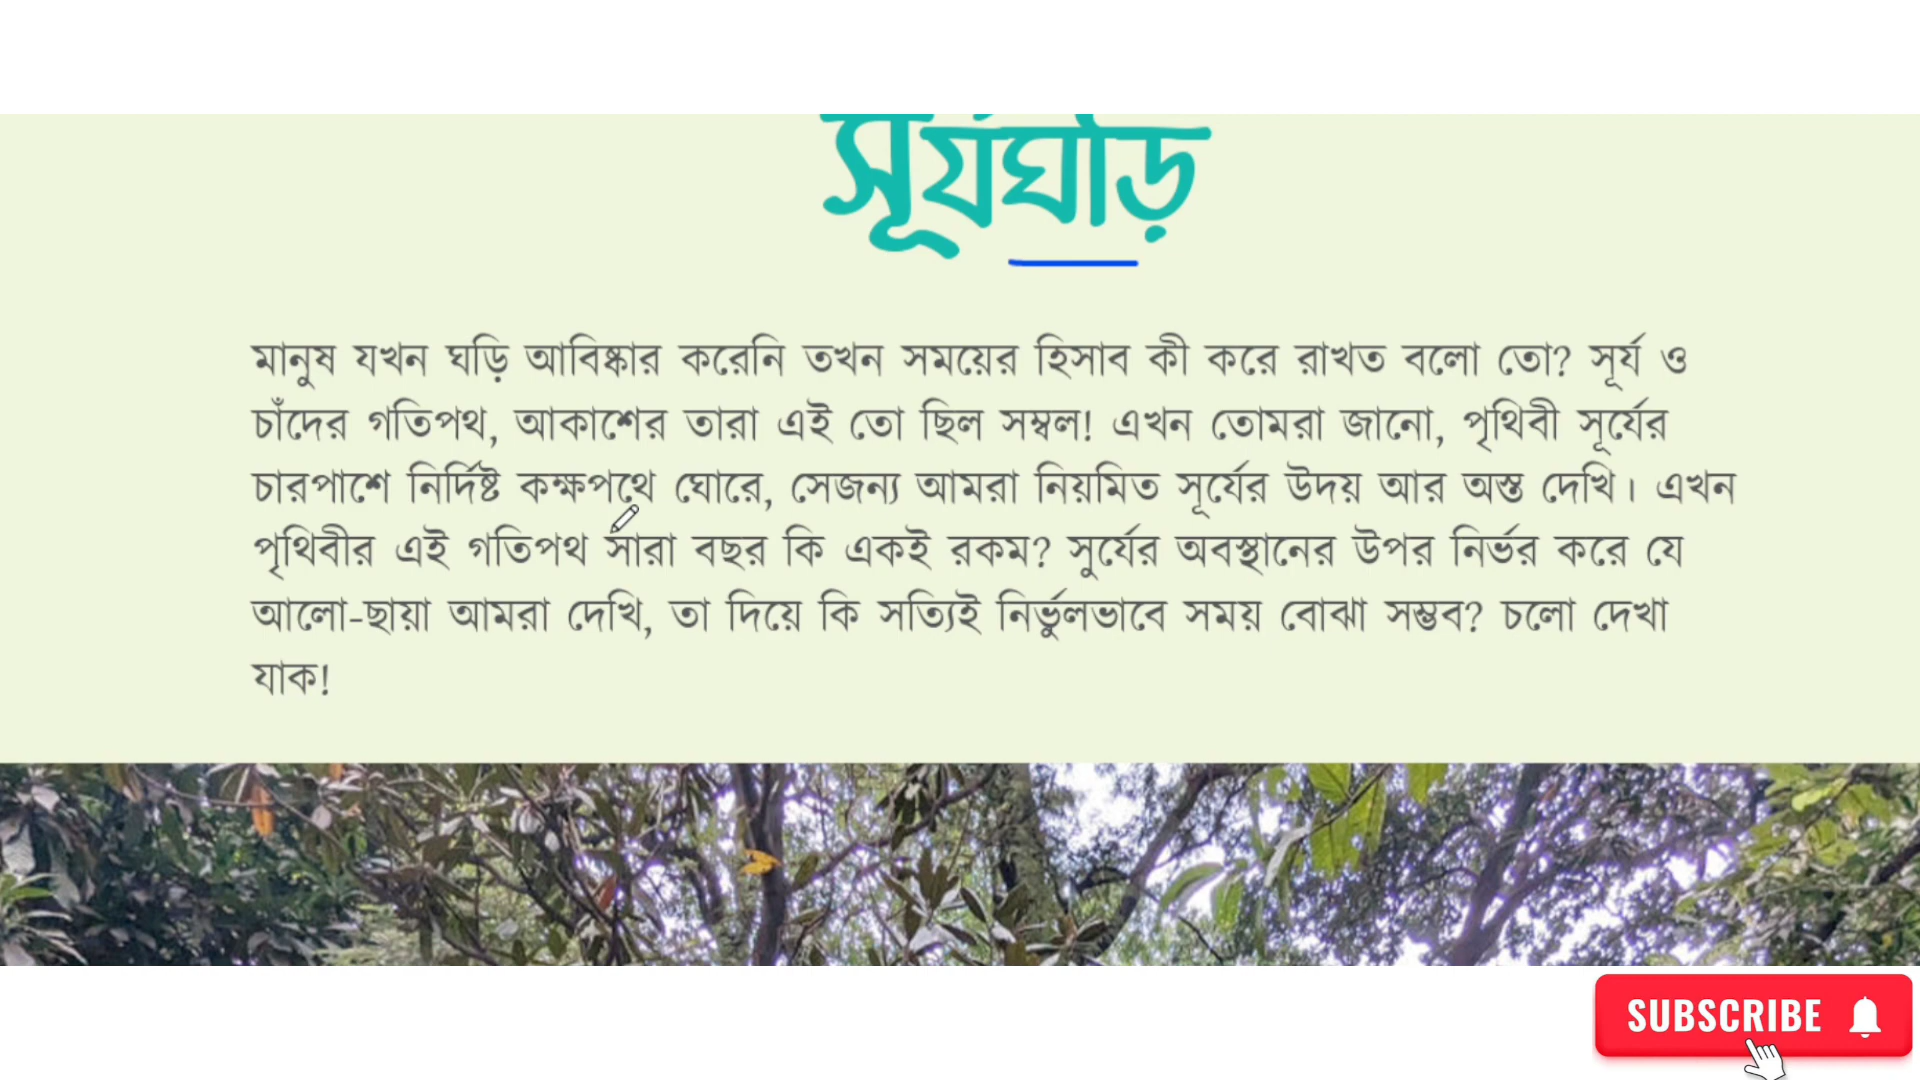 সূর্যঘড়ি
মানুষ যখন ঘড়ি আবিষ্কার করেনি তখন সময়ের হিসাব কী করে রাখত বলো তো? সূর্য ও
চাঁদের গতিপথ, আকাশের তারা এই তো ছিল সম্বল! এখন তোমরা জানো, পৃথিবী সূর্যের
চারপাশে নির্দিষ্ট কক্ষপথে ঘোরে, সেজন্য আমরা নিয়মিত সূর্যের উদয় আর অস্ত দেখি। এখন
পৃথিবীর এই গতিপথ সারা বছর কি একই রকম? সুর্যের অবস্থানের উপর নির্ভর করে যে
আলো-ছায়া আমরা দেখি, তা দিয়ে কি সত্যিই নির্ভুলভাবে সময় বোঝা সম্ভব? চলো দেখা
যাক!
SUBSCRIBE